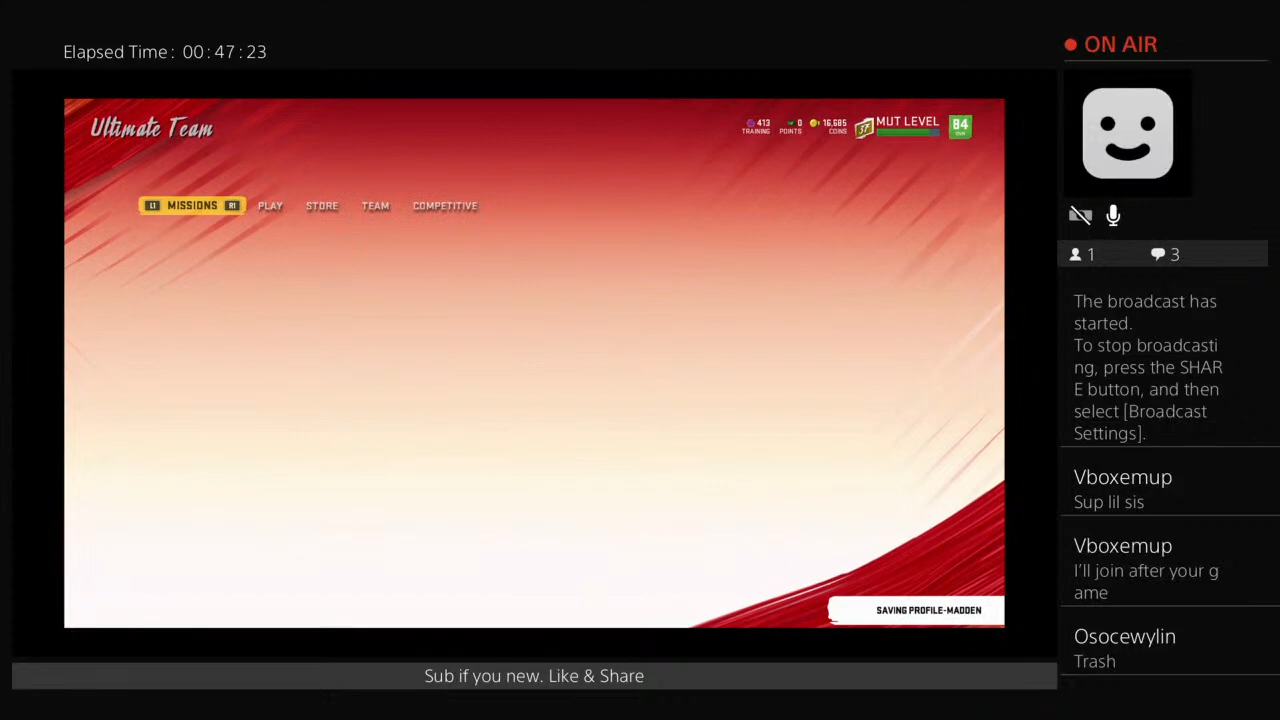 Elapsed Time: 00:47:23
ON AIR
Ultimate Team
413 TRAINING
0 POINTS
16,685 COINS
MUT LEVEL
84
OVR
L1 MISSIONS R1 PLAY STORE TEAM COMPETITIVE
1 3
The broadcast has
started.
To stop broadcasti
ng, press the SHAR
E button, and then
select [Broadcast
Settings].
Vboxemup
Sup lil sis
Vboxemup
I'll join after your g
ame
Osocewylin
Trash
SAVING PROFILE-MADDEN
Sub if you new. Like & Share